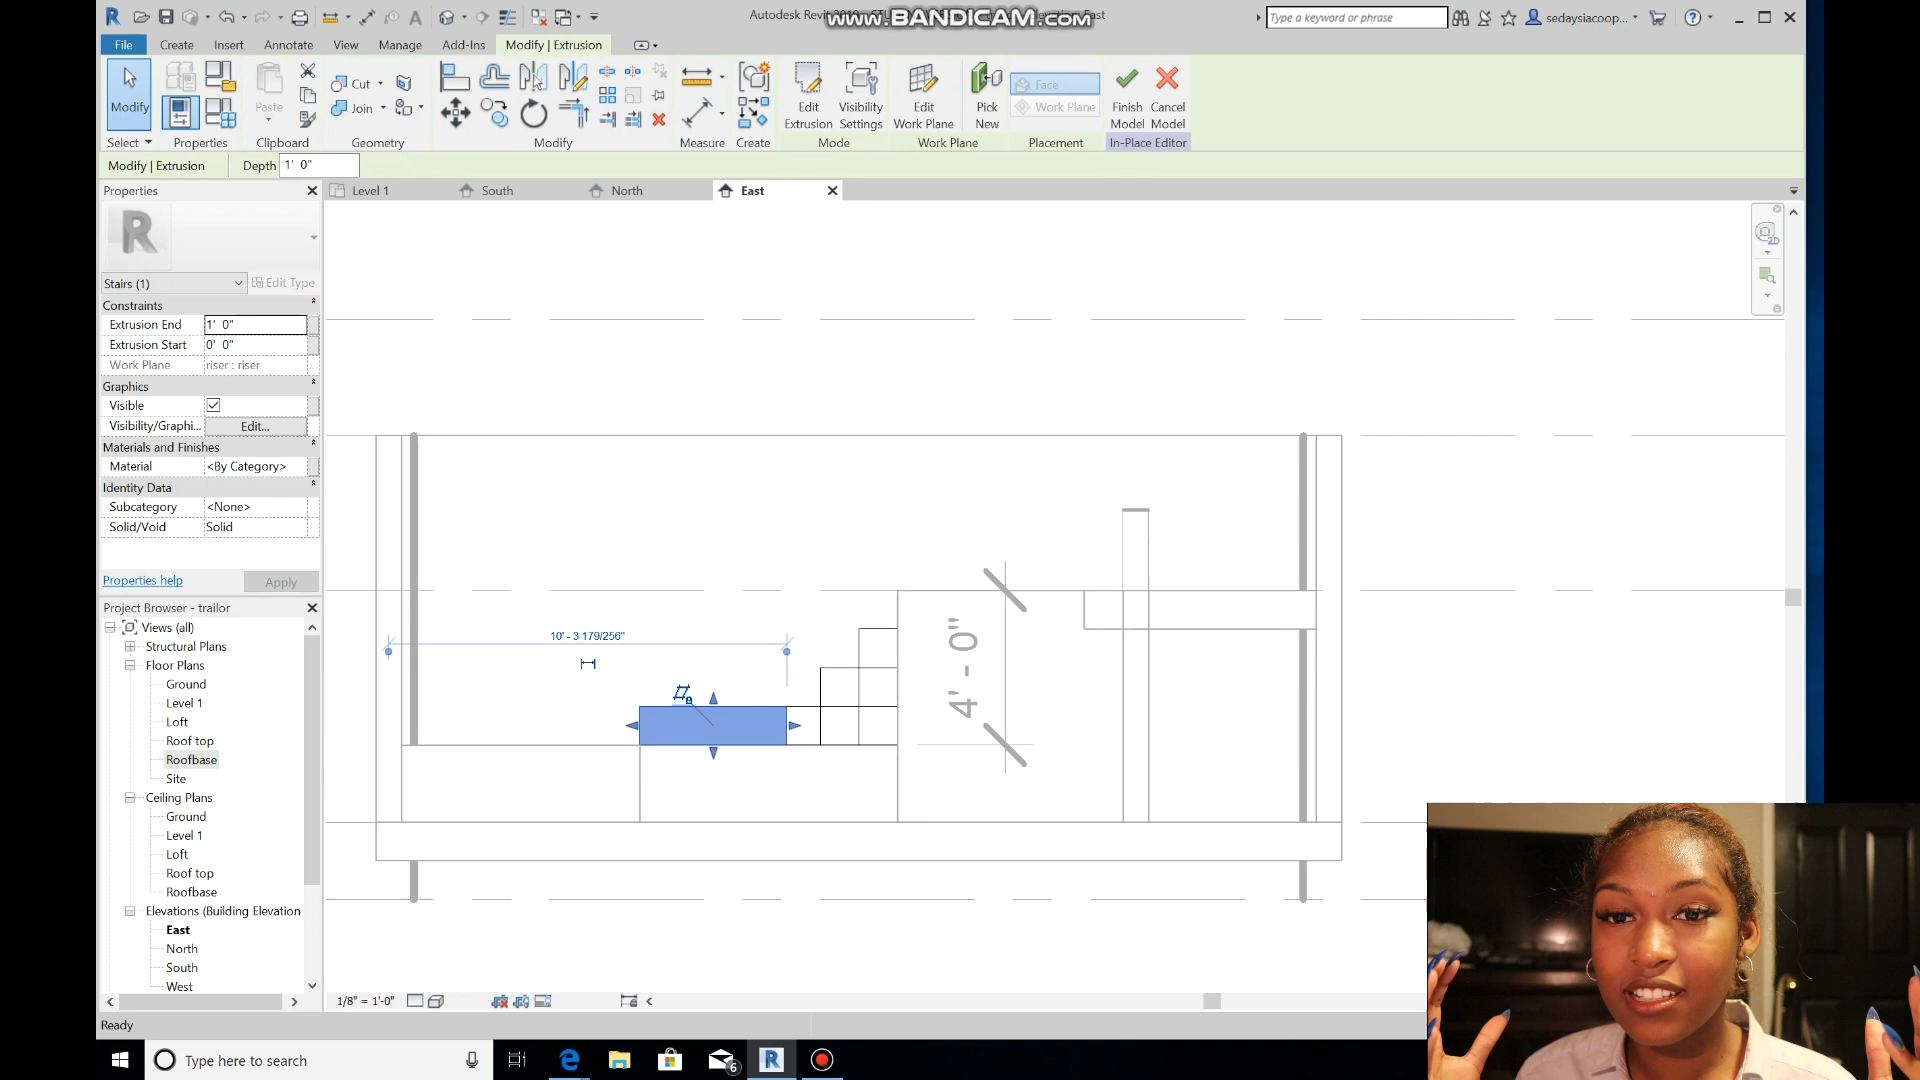 Autodesk Revit
East
www.BANDICAM.com
Type a keyword or phrase
sedaysiacoop...
File
Create
Insert
Annotate
View
Manage
Add-Ins
Modify | Extrusion
Modify
Paste
Cut
Join
Edit
Extrusion
Visibility
Settings
Edit
Work Plane
Pick
New
Face
Work Plane
Finish
Model
Cancel
Model
Select
Properties
Clipboard
Geometry
Modify
Measure
Create
Mode
Work Plane
Placement
In-Place Editor
Modify | Extrusion
Depth
1' 0"
Properties
Level 1
South
North
East
Stairs (1)
Edit Type
Constraints
Extrusion End
1' 0"
Extrusion Start
0' 0"
Work Plane
riser : riser
Graphics
Visible
Visibility/Graphi...
Edit...
Materials and Finishes
Material
<By Category>
Identity Data
Subcategory
<None>
Solid/Void
Solid
Properties help
Apply
Project Browser - trailor
Views (all)
Structural Plans
Floor Plans
Ground
Level 1
Loft
Roof top
Roofbase
Site
Ceiling Plans
Ground
Level 1
Loft
Roof top
Roofbase
Elevations (Building Elevation
East
North
South
West
10' - 3 179/256"
4' - 0"
2D
1/8" = 1'-0"
Ready
Type here to search
6